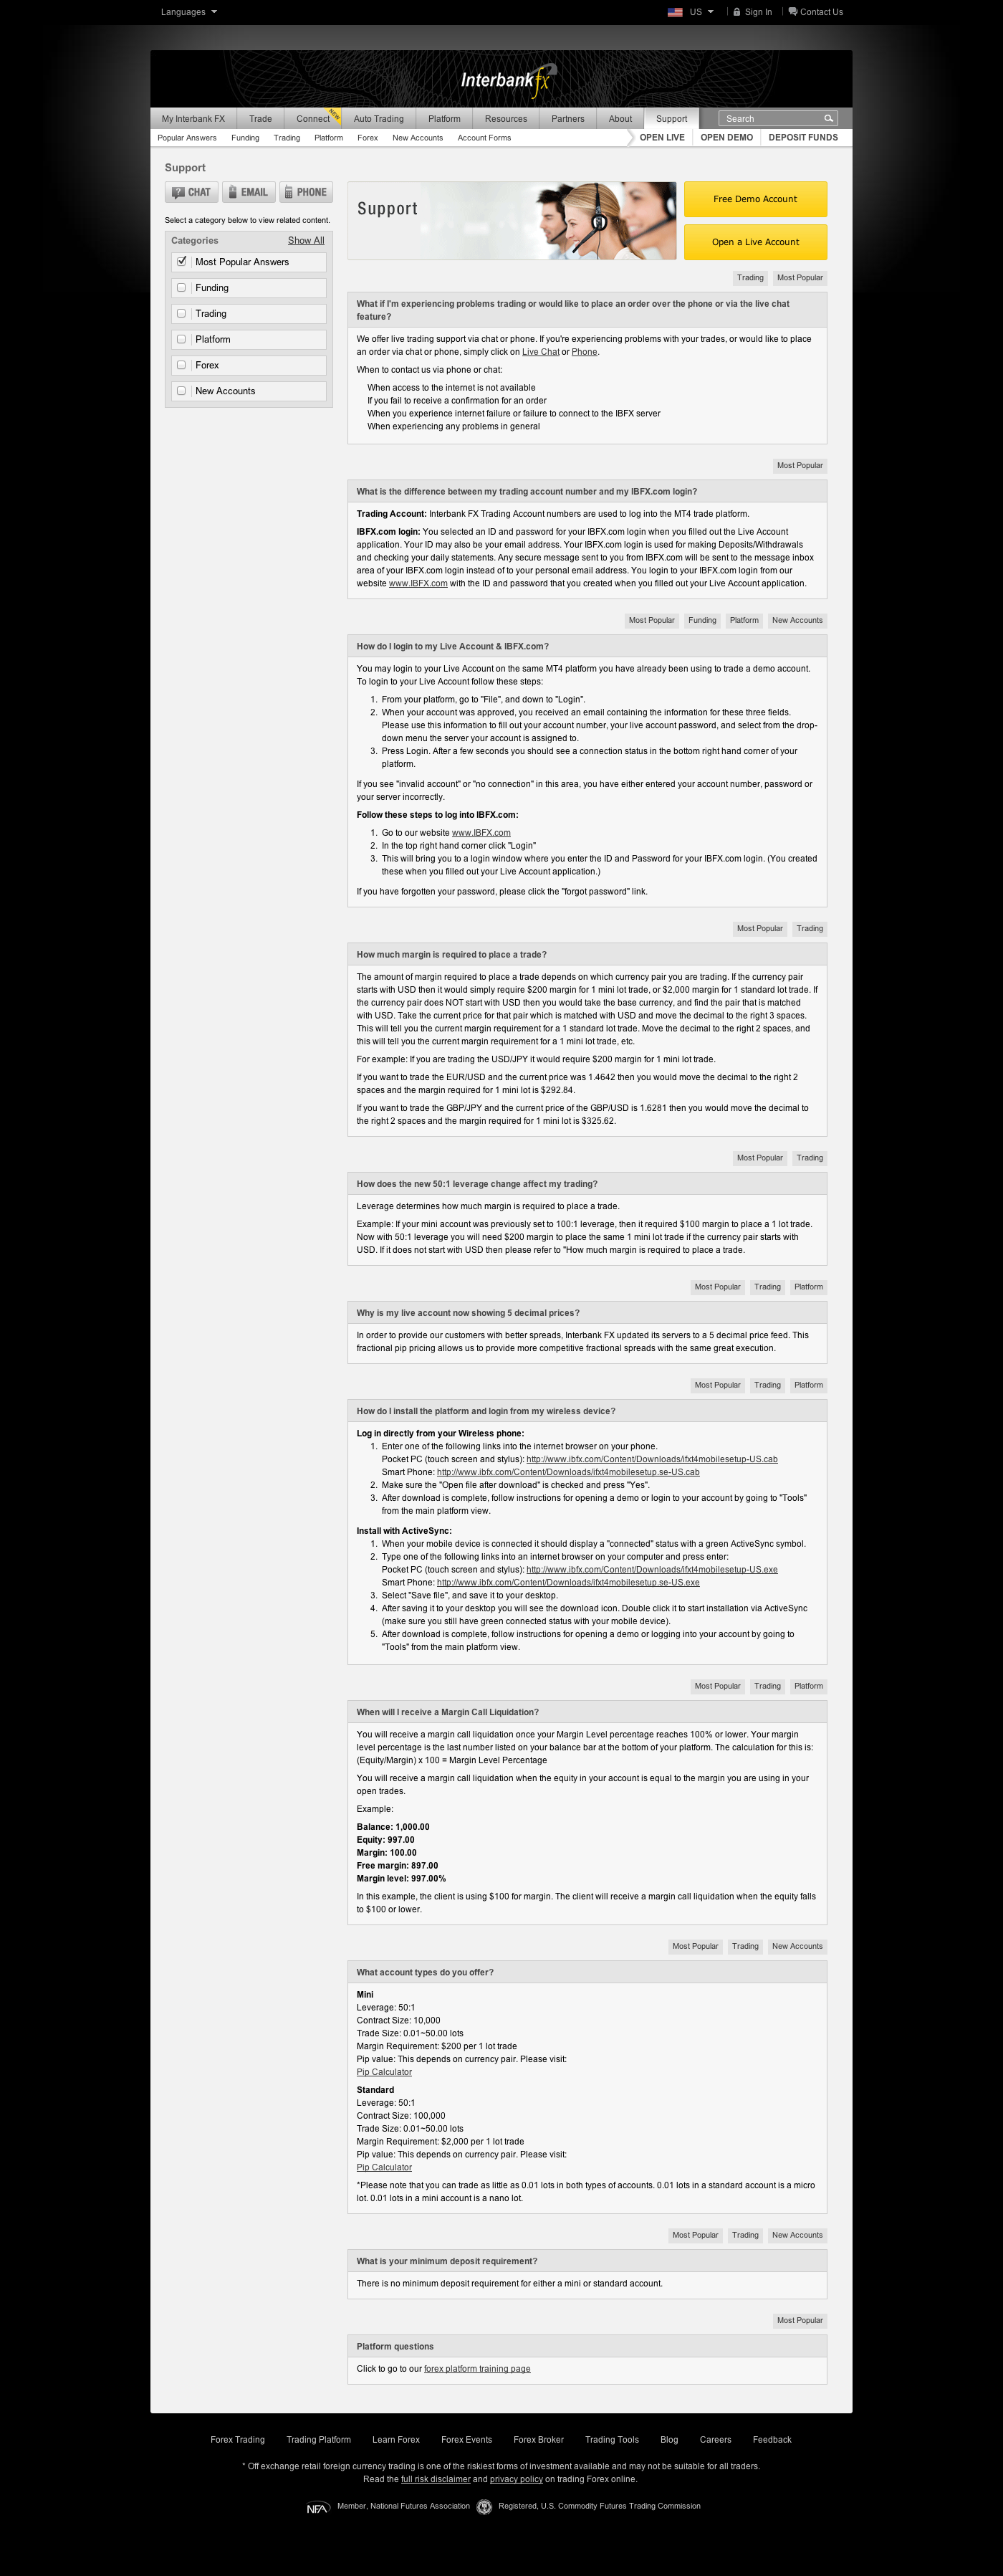 Languages
US
Sign In
Contact Us
Interbankfx
My Interbank FX
Trade
Connect
NEW
Auto Trading
Platform
Resources
Partners
About
Support
Search
Popular Answers
Funding
Trading
Platform
Forex
New Accounts
Account Forms
OPEN LIVE
OPEN DEMO
DEPOSIT FUNDS
Support
CHAT
EMAIL
PHONE
Select a category below to view related content.
Categories
Show All
Most Popular Answers
Funding
Trading
Platform
Forex
New Accounts
Support
Free Demo Account
Open a Live Account
Trading
Most Popular
What if I'm experiencing problems trading or would like to place an order over the phone or via the live chat
feature?
We offer live trading support via chat or phone. If you're experiencing problems with your trades, or would like to place
an order via chat or phone, simply click on Live Chat or Phone.
When to contact us via phone or chat:
When access to the internet is not available
If you fail to receive a confirmation for an order
When you experience internet failure or failure to connect to the IBFX server
When experiencing any problems in general
Most Popular
What is the difference between my trading account number and my IBFX.com login?
Trading Account: Interbank FX Trading Account numbers are used to log into the MT4 trade platform.
IBFX.com login: You selected an ID and password for your IBFX.com login when you filled out the Live Account
application. Your ID may also be your email address. Your IBFX.com login is used for making Deposits/Withdrawals
and checking your daily statements. Any secure message sent to you from IBFX.com will be sent to the message inbox
area of your IBFX.com login instead of to your personal email address. You login to your IBFX.com login from our
website www.IBFX.com with the ID and password that you created when you filled out your Live Account application.
Most Popular
Funding
Platform
New Accounts
How do I login to my Live Account & IBFX.com?
You may login to your Live Account on the same MT4 platform you have already been using to trade a demo account.
To login to your Live Account follow these steps:
1. From your platform, go to "File", and down to "Login".
2. When your account was approved, you received an email containing the information for these three fields.
Please use this information to fill out your account number, your live account password, and select from the drop-
down menu the server your account is assigned to.
3. Press Login. After a few seconds you should see a connection status in the bottom right hand corner of your
platform.
If you see "invalid account" or "no connection" in this area, you have either entered your account number, password or
your server incorrectly.
Follow these steps to log into IBFX.com:
1. Go to our website www.IBFX.com
2. In the top right hand corner click "Login"
3. This will bring you to a login window where you enter the ID and Password for your IBFX.com login. (You created
these when you filled out your Live Account application.)
If you have forgotten your password, please click the "forgot password" link.
Most Popular
Trading
How much margin is required to place a trade?
The amount of margin required to place a trade depends on which currency pair you are trading. If the currency pair
starts with USD then it would simply require $200 margin for 1 mini lot trade, or $2,000 margin for 1 standard lot trade. If
the currency pair does NOT start with USD then you would take the base currency, and find the pair that is matched
with USD. Take the current price for that pair which is matched with USD and move the decimal to the right 3 spaces.
This will tell you the current margin requirement for a 1 standard lot trade. Move the decimal to the right 2 spaces, and
this will tell you the current margin requirement for a 1 mini lot trade, etc.
For example: If you are trading the USD/JPY it would require $200 margin for 1 mini lot trade.
If you want to trade the EUR/USD and the current price was 1.4642 then you would move the decimal to the right 2
spaces and the margin required for 1 mini lot is $292.84.
If you want to trade the GBP/JPY and the current price of the GBP/USD is 1.6281 then you would move the decimal to
the right 2 spaces and the margin required for 1 mini lot is $325.62.
Most Popular
Trading
How does the new 50:1 leverage change affect my trading?
Leverage determines how much margin is required to place a trade.
Example: If your mini account was previously set to 100:1 leverage, then it required $100 margin to place a 1 lot trade.
Now with 50:1 leverage you will need $200 margin to place the same 1 mini lot trade if the currency pair starts with
USD. If it does not start with USD then please refer to "How much margin is required to place a trade.
Most Popular
Trading
Platform
Why is my live account now showing 5 decimal prices?
In order to provide our customers with better spreads, Interbank FX updated its servers to a 5 decimal price feed. This
fractional pip pricing allows us to provide more competitive fractional spreads with the same great execution.
Most Popular
Trading
Platform
How do I install the platform and login from my wireless device?
Log in directly from your Wireless phone:
1. Enter one of the following links into the internet browser on your phone.
Pocket PC (touch screen and stylus): http://www.ibfx.com/Content/Downloads/ifxt4mobilesetup-US.cab
Smart Phone: http://www.ibfx.com/Content/Downloads/ifxt4mobilesetup.se-US.cab
2. Make sure the "Open file after download" is checked and press "Yes".
3. After download is complete, follow instructions for opening a demo or login to your account by going to "Tools"
from the main platform view.
Install with ActiveSync:
1. When your mobile device is connected it should display a "connected" status with a green ActiveSync symbol.
2. Type one of the following links into an internet browser on your computer and press enter:
Pocket PC (touch screen and stylus): http://www.ibfx.com/Content/Downloads/ifxt4mobilesetup-US.exe
Smart Phone: http://www.ibfx.com/Content/Downloads/ifxt4mobilesetup.se-US.exe
3. Select "Save file", and save it to your desktop.
4. After saving it to your desktop you will see the download icon. Double click it to start installation via ActiveSync
(make sure you still have green connected status with your mobile device).
5. After download is complete, follow instructions for opening a demo or logging into your account by going to
"Tools" from the main platform view.
Most Popular
Trading
Platform
When will I receive a Margin Call Liquidation?
You will receive a margin call liquidation once your Margin Level percentage reaches 100% or lower. Your margin
level percentage is the last number listed on your balance bar at the bottom of your platform. The calculation for this is:
(Equity/Margin) x 100 = Margin Level Percentage
You will receive a margin call liquidation when the equity in your account is equal to the margin you are using in your
open trades.
Example:
Balance: 1,000.00
Equity: 997.00
Margin: 100.00
Free margin: 897.00
Margin level: 997.00%
In this example, the client is using $100 for margin. The client will receive a margin call liquidation when the equity falls
to $100 or lower.
Most Popular
Trading
New Accounts
What account types do you offer?
Mini
Leverage: 50:1
Contract Size: 10,000
Trade Size: 0.01~50.00 lots
Margin Requirement: $200 per 1 lot trade
Pip value: This depends on currency pair. Please visit:
Pip Calculator
Standard
Leverage: 50:1
Contract Size: 100,000
Trade Size: 0.01~50.00 lots
Margin Requirement: $2,000 per 1 lot trade
Pip value: This depends on currency pair. Please visit:
Pip Calculator
*Please note that you can trade as little as 0.01 lots in both types of accounts. 0.01 lots in a standard account is a micro
lot. 0.01 lots in a mini account is a nano lot.
Most Popular
Trading
New Accounts
What is your minimum deposit requirement?
There is no minimum deposit requirement for either a mini or standard account.
Most Popular
Platform questions
Click to go to our forex platform training page
Forex Trading
Trading Platform
Learn Forex
Forex Events
Forex Broker
Trading Tools
Blog
Careers
Feedback
* Off exchange retail foreign currency trading is one of the riskiest forms of investment available and may not be suitable for all traders.
Read the full risk disclaimer and privacy policy on trading Forex online.
NFA
Member, National Futures Association
Registered, U.S. Commodity Futures Trading Commission